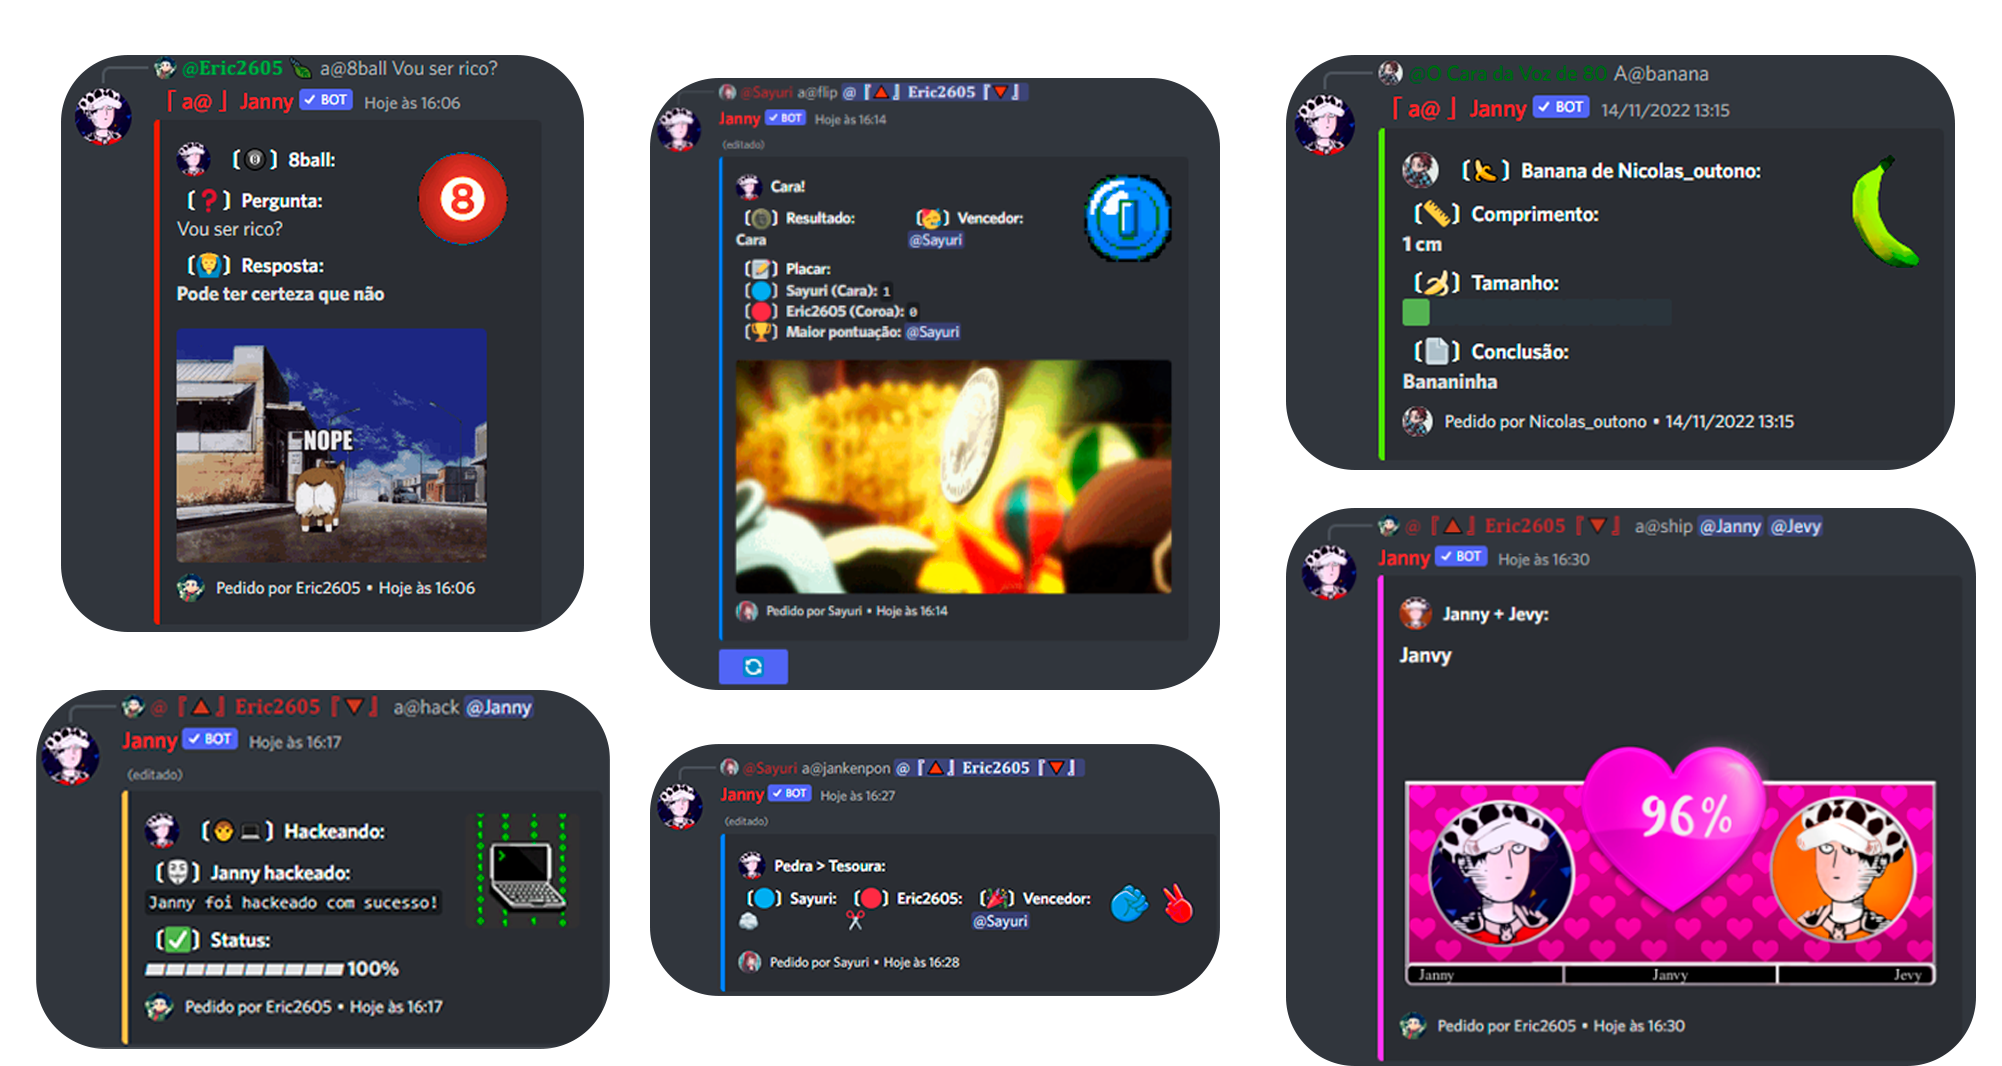 @Eric2605 a@8ball Vou ser rico?
「 a@ 」 Janny BOT Hoje às 16:06
8ball:
Pergunta:
Vou ser rico?
Resposta:
Pode ter certeza que não
NOPE
Pedido por Eric2605 • Hoje às 16:06
@ 『🔺』 Eric2605 『🔻』 a@hack @Janny
Janny BOT Hoje às 16:17
(editado)
Hackeando:
Janny hackeado:
Janny foi hackeado com sucesso!
Status:
100%
Pedido por Eric2605 • Hoje às 16:17
@Sayuri a@flip @ 『🔺』 Eric2605 『🔻』
Janny BOT Hoje às 16:14
(editado)
Cara!
Resultado: Vencedor:
Cara @Sayuri
Placar:
Sayuri (Cara): 1
Eric2605 (Coroa): 0
Maior pontuação: @Sayuri
Pedido por Sayuri • Hoje às 16:14
@Sayuri a@jankenpon @ 『🔺』 Eric2605 『🔻』
Janny BOT Hoje às 16:27
(editado)
Pedra > Tesoura:
Sayuri: Eric2605: Vencedor:
@Sayuri
Pedido por Sayuri • Hoje às 16:28
@O Cara da Voz de 80 A@banana
「 a@ 」 Janny BOT 14/11/2022 13:15
Banana de Nicolas_outono:
Comprimento:
1 cm
Tamanho:
Conclusão:
Bananinha
Pedido por Nicolas_outono • 14/11/2022 13:15
@ 『🔺』 Eric2605 『🔻』 a@ship @Janny @Jevy
Janny BOT Hoje às 16:30
Janny + Jevy:
Janvy
96%
Janny Janvy Jevy
Pedido por Eric2605 • Hoje às 16:30